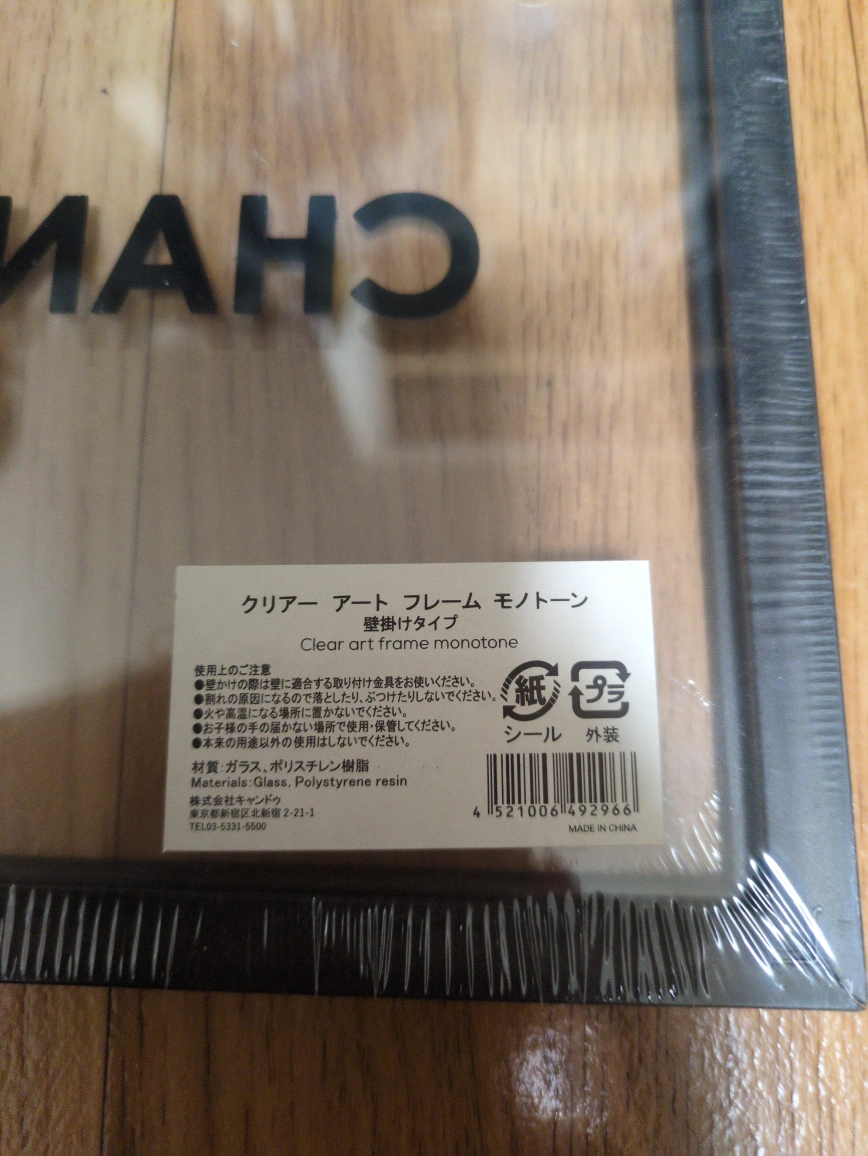 CHAN
クリアー アート フレーム モノトーン
壁掛けタイプ
Clear art frame monotone
使用上のご注意
●壁かけの際は壁に適合する取り付け金具をお使いください。
●割れの原因になるので落としたり、ぶつけたりしないでください。
●火や高温になる場所に置かないでください。
●お子様の手の届かない場所で使用・保管してください。
●本来の用途以外の使用はしないでください。
紙
シール
プラ
外装
材質:ガラス、ポリスチレン樹脂
Materials:Glass, Polystyrene resin
株式会社キャンドゥ
東京都新宿区北新宿 2-21-1
TEL03-5331-5500
4 521006 492966
MADE IN CHINA